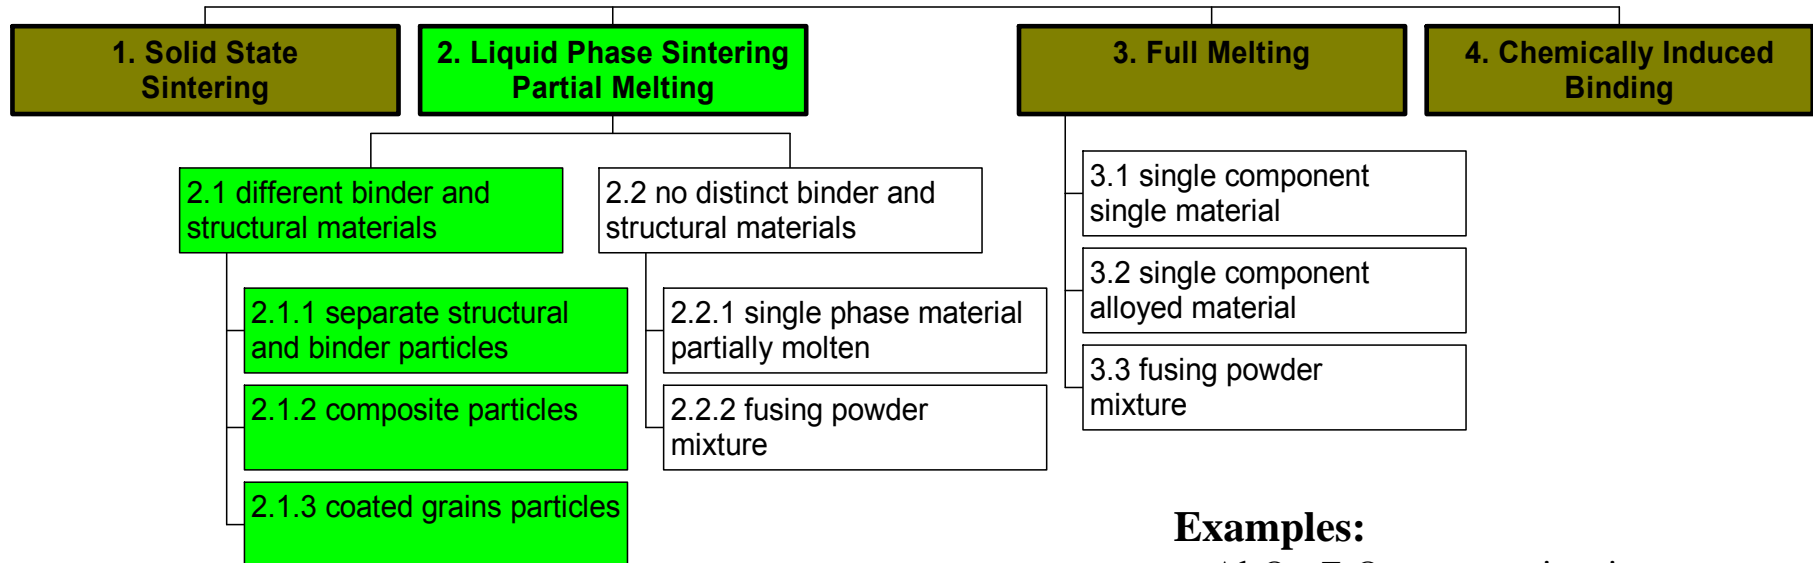 1. Solid State
Sintering
2. Liquid Phase Sintering
Partial Melting
3. Full Melting
4. Chemically Induced
Binding
2.1 different binder and
structural materials
2.2 no distinct binder and
structural materials
3.1 single component
single material
3.2 single component
alloyed material
3.3 fusing powder
mixture
2.1.1 separate structural
and binder particles
2.1.2 composite particles
2.1.3 coated grains particles
2.2.1 single phase material
partially molten
2.2.2 fusing powder
mixture
Examples: